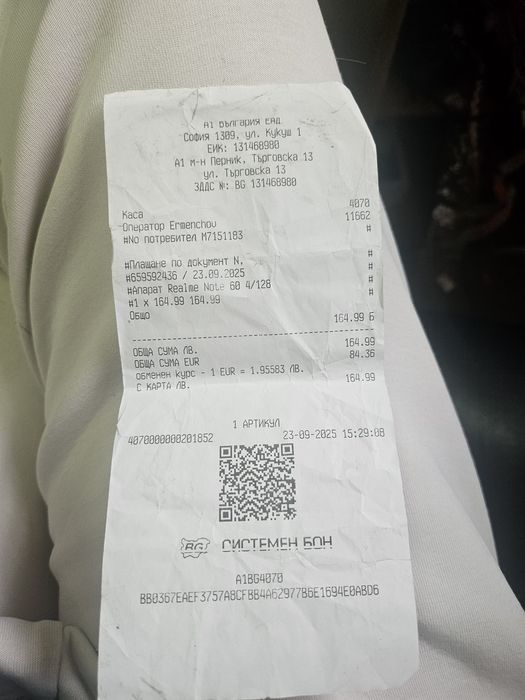 А1 България ЕАД
София 1309, ул. Кукуш 1
ЕИК: 131468980
А1 м-н Перник, Търговска 13
ул. Търговска 13
ЗДДС №: BG 131468980
Каса 4070
Оператор Ermenchou 11662
#No потребител M7151183 #
#Плащане по документ N, #
#659592436 / 23.09.2025 #
#Апарат Realme Note 60 4/128 #
#1 x 164.99 164.99 #
Общо 164.99 Б
ОБЩА СУМА ЛВ. 164.99
ОБЩА СУМА EUR 84.36
обменен курс - 1 EUR = 1.95583 ЛВ.
С КАРТА ЛВ. 164.99
1 АРТИКУЛ
4070000000201852 23-09-2025 15:29:08
BG СИСТЕМЕН БОН
A1BG4070
BB0367EAEF3757A8CFBB4A62977B6E1694E0ABD6